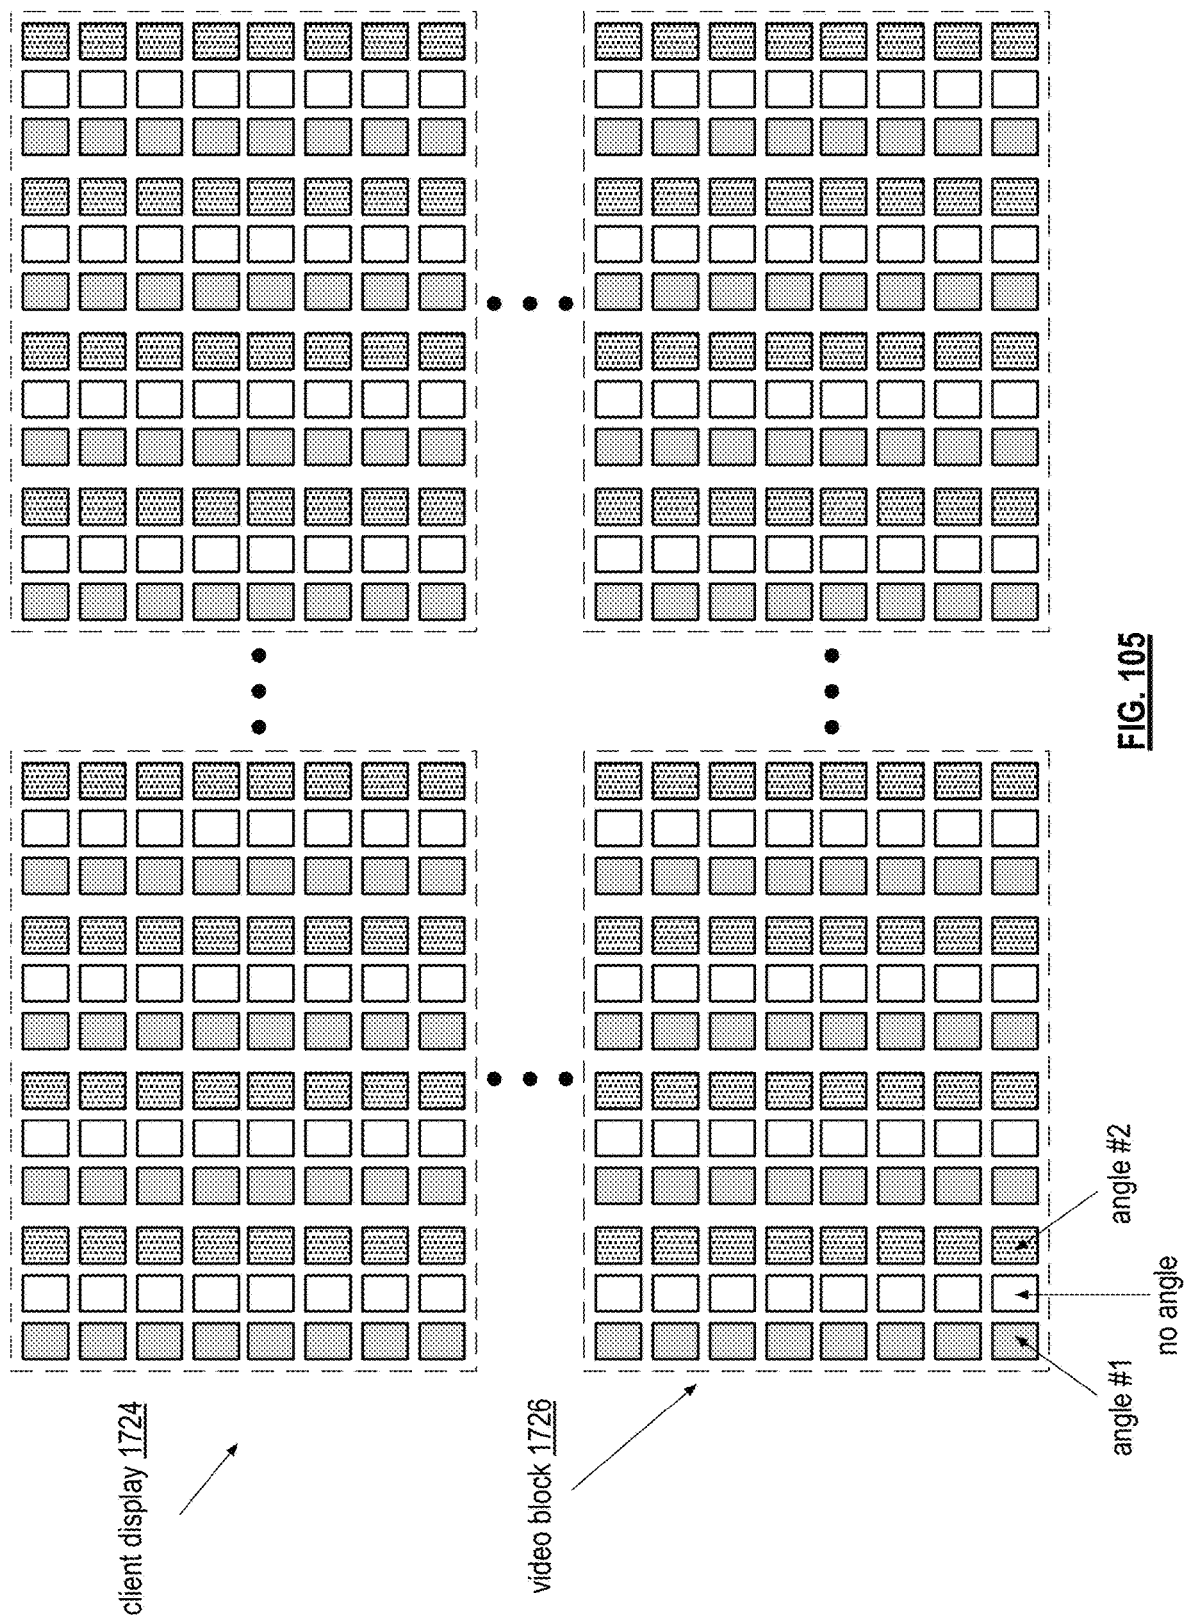 client display 1724
video block 1726
angle #1
no angle
angle #2
FIG. 105